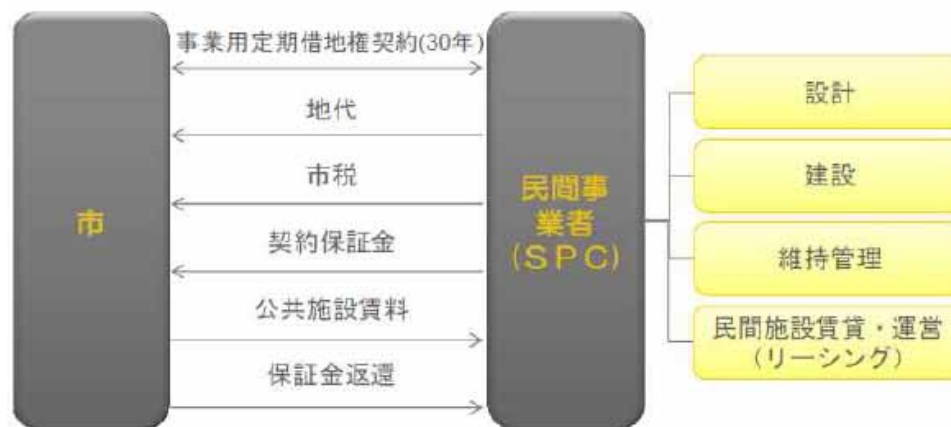 市
事業用定期借地権契約(30年)
地代
市税
契約保証金
公共施設賃料
保証金返還
民間事
業者
(ＳＰＣ)
設計
建設
維持管理
民間施設賃貸・運営
(リーシング)